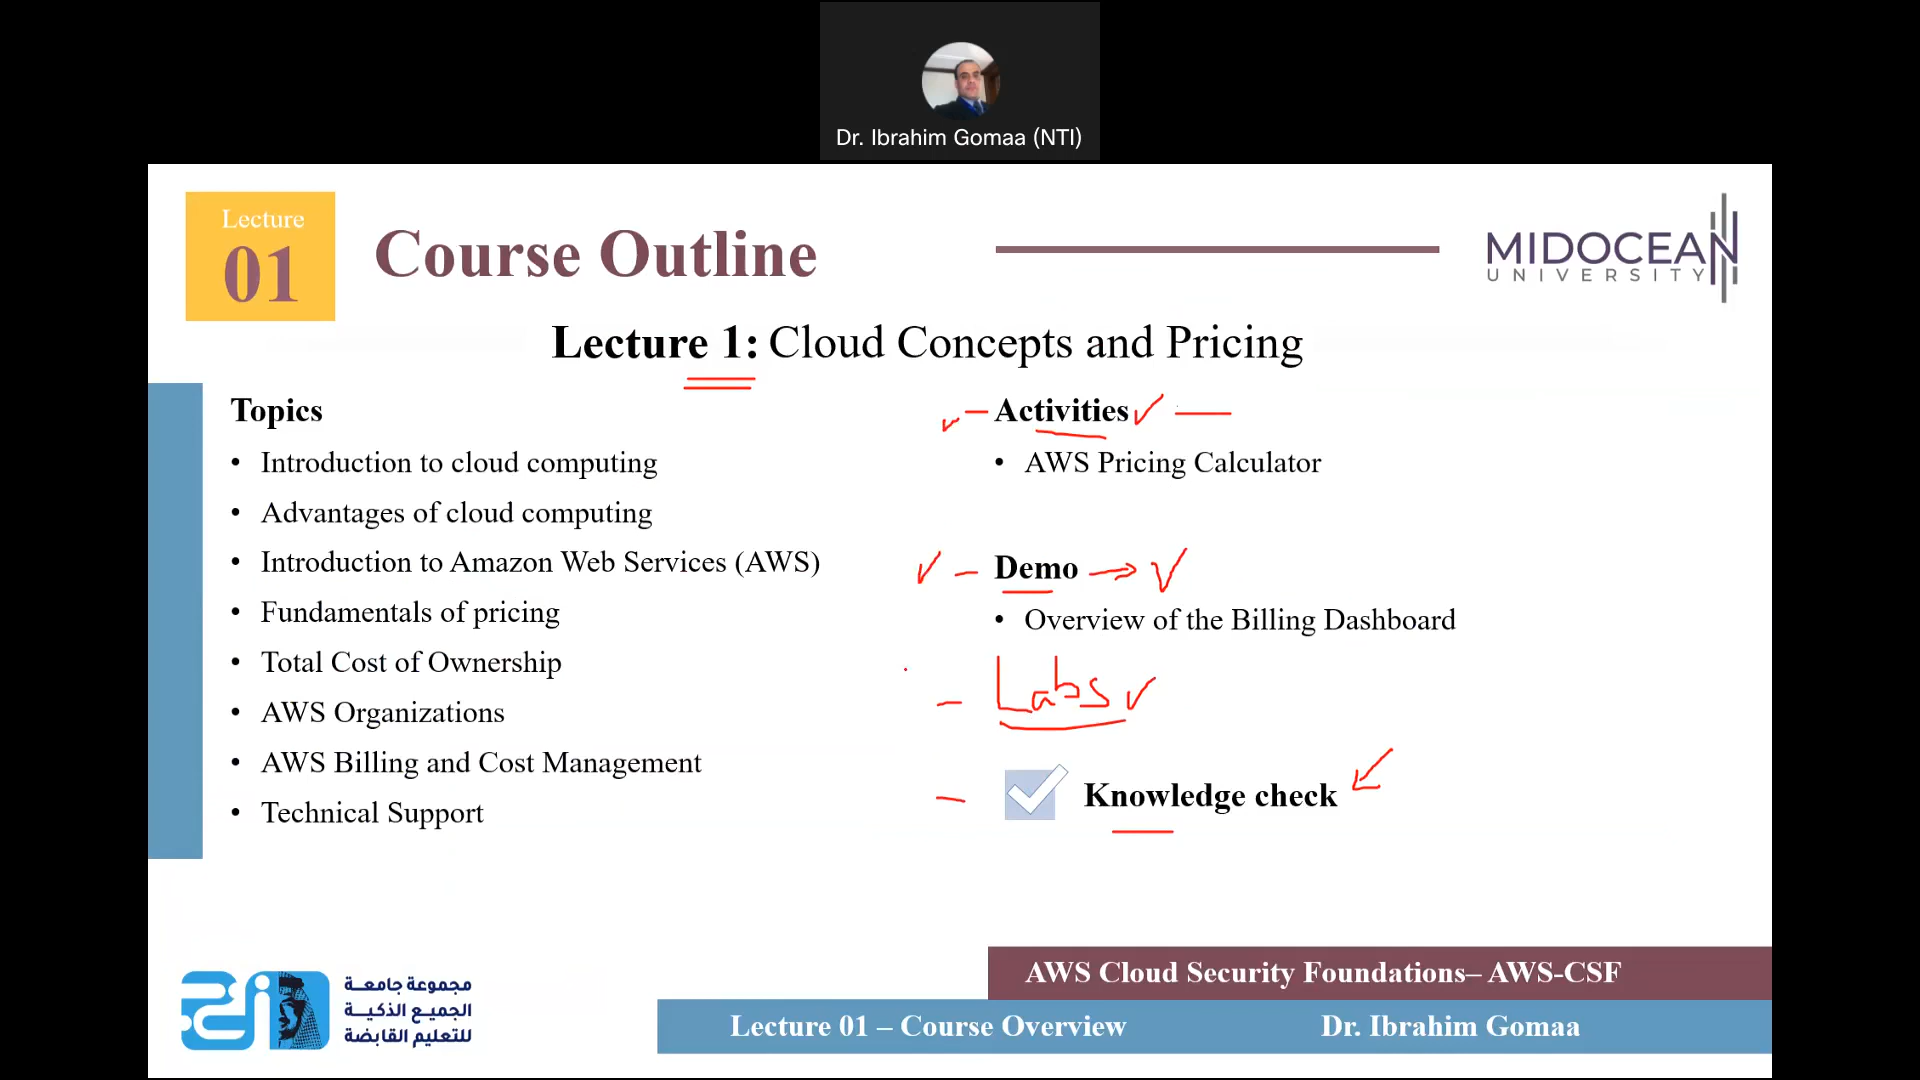 Dr. Ibrahim Gomaa (NTI)
Lecture
01
Course Outline
MIDOCEAN
UNIVERSITY
Lecture 1: Cloud Concepts and Pricing
Topics
• Introduction to cloud computing
• Advantages of cloud computing
• Introduction to Amazon Web Services (AWS)
• Fundamentals of pricing
• Total Cost of Ownership
• AWS Organizations
• AWS Billing and Cost Management
• Technical Support
Activities
• AWS Pricing Calculator
Demo
• Overview of the Billing Dashboard
Labs
Knowledge check
مجموعة جامعة
الجميع الذكية
للتعليم القابضة
AWS Cloud Security Foundations– AWS-CSF
Lecture 01 – Course Overview
Dr. Ibrahim Gomaa